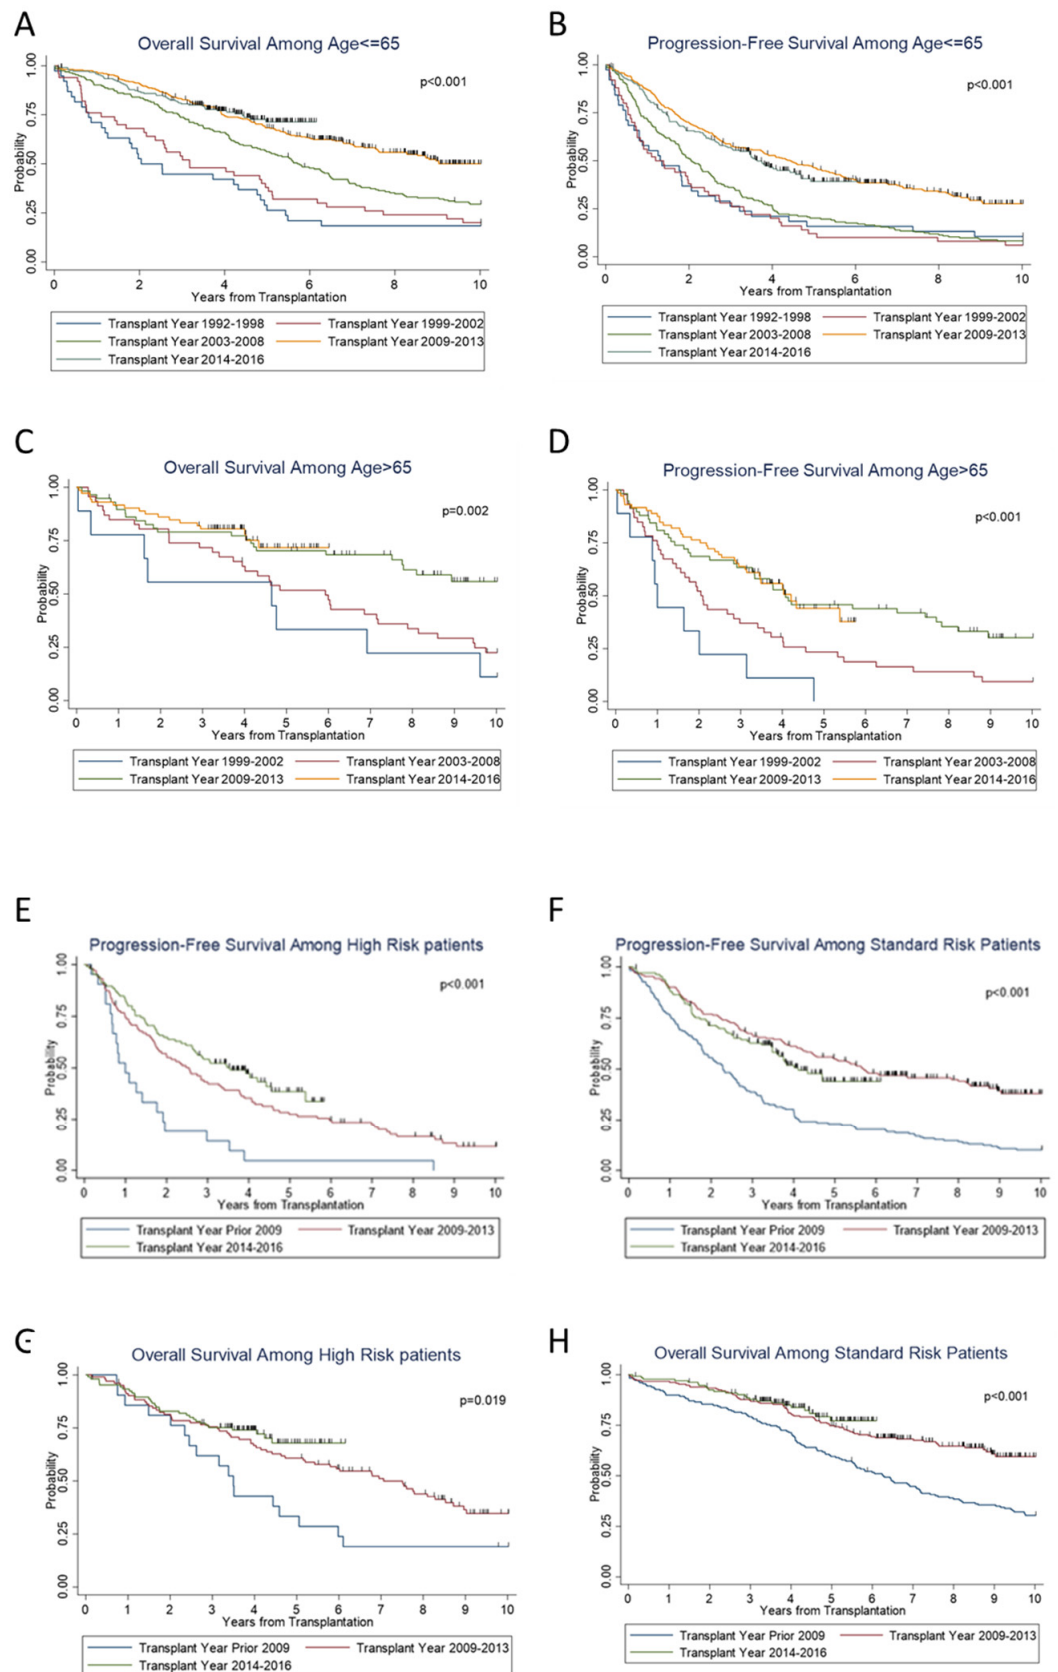 A
Overall Survival Among Age<=65
p<0.001
Probability
1.00
0.75
0.50
0.25
0.00
0 2 4 6 8 10
Years from Transplantation
Transplant Year 1992-1998 Transplant Year 1999-2002
Transplant Year 2003-2008 Transplant Year 2009-2013
Transplant Year 2014-2016
B
Progression-Free Survival Among Age<=65
p<0.001
Probability
1.00
0.75
0.50
0.25
0.00
0 2 4 6 8 10
Years from Transplantation
Transplant Year 1992-1998 Transplant Year 1999-2002
Transplant Year 2003-2008 Transplant Year 2009-2013
Transplant Year 2014-2016
C
Overall Survival Among Age>65
p=0.002
Probability
1.00
0.75
0.50
0.25
0.00
0 1 2 3 4 5 6 7 8 9 10
Years from Transplantation
Transplant Year 1999-2002 Transplant Year 2003-2008
Transplant Year 2009-2013 Transplant Year 2014-2016
D
Progression-Free Survival Among Age>65
p<0.001
Probability
1.00
0.75
0.50
0.25
0.00
0 1 2 3 4 5 6 7 8 9 10
Years from Transplantation
Transplant Year 1999-2002 Transplant Year 2003-2008
Transplant Year 2009-2013 Transplant Year 2014-2016
E
Progression-Free Survival Among High Risk patients
p<0.001
Probability
1.00
0.75
0.50
0.25
0.00
0 1 2 3 4 5 6 7 8 9 10
Years from Transplantation
Transplant Year Prior 2009 Transplant Year 2009-2013
Transplant Year 2014-2016
F
Progression-Free Survival Among Standard Risk Patients
p<0.001
Probability
1.00
0.75
0.50
0.25
0.00
0 1 2 3 4 5 6 7 8 9 10
Years from Transplantation
Transplant Year Prior 2009 Transplant Year 2009-2013
Transplant Year 2014-2016
G
Overall Survival Among High Risk patients
p=0.019
Probability
1.00
0.75
0.50
0.25
0.00
0 1 2 3 4 5 6 7 8 9 10
Years from Transplantation
Transplant Year Prior 2009 Transplant Year 2009-2013
Transplant Year 2014-2016
H
Overall Survival Among Standard Risk Patients
p<0.001
Probability
1.00
0.75
0.50
0.25
0.00
0 1 2 3 4 5 6 7 8 9 10
Years from Transplantation
Transplant Year Prior 2009 Transplant Year 2009-2013
Transplant Year 2014-2016